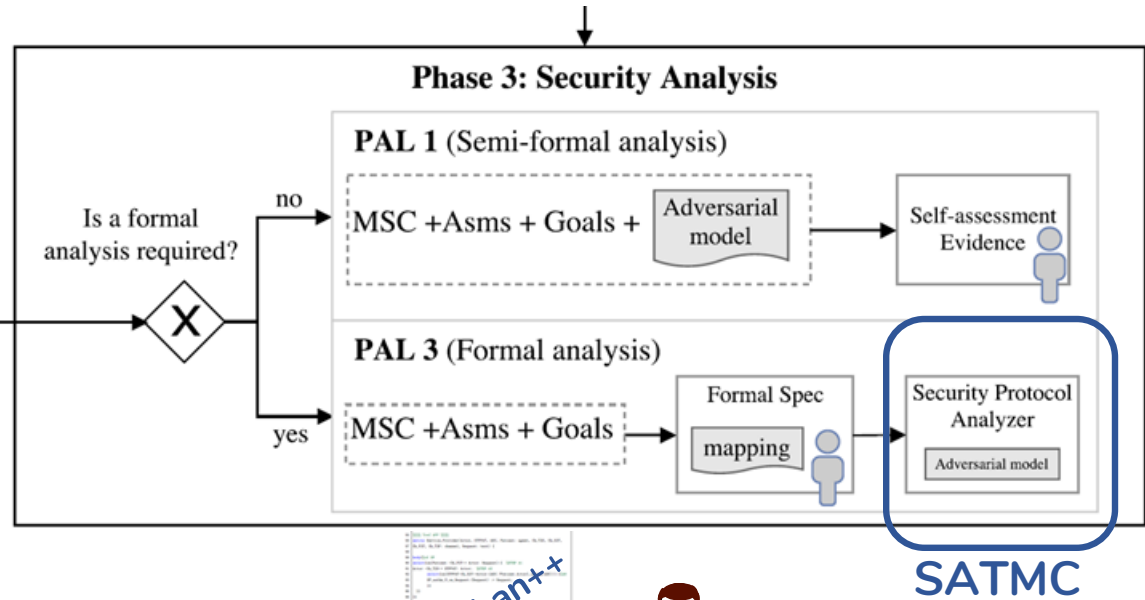 Phase 3: Security Analysis
PAL 1 (Semi-formal analysis)
no
MSC +Asms + Goals +
Adversarial
model
Self-assessment
Evidence
Is a formal
analysis required?
X
PAL 3 (Formal analysis)
yes
MSC +Asms + Goals
Formal Spec
mapping
Security Protocol
Analyzer
Adversarial model
SATMC